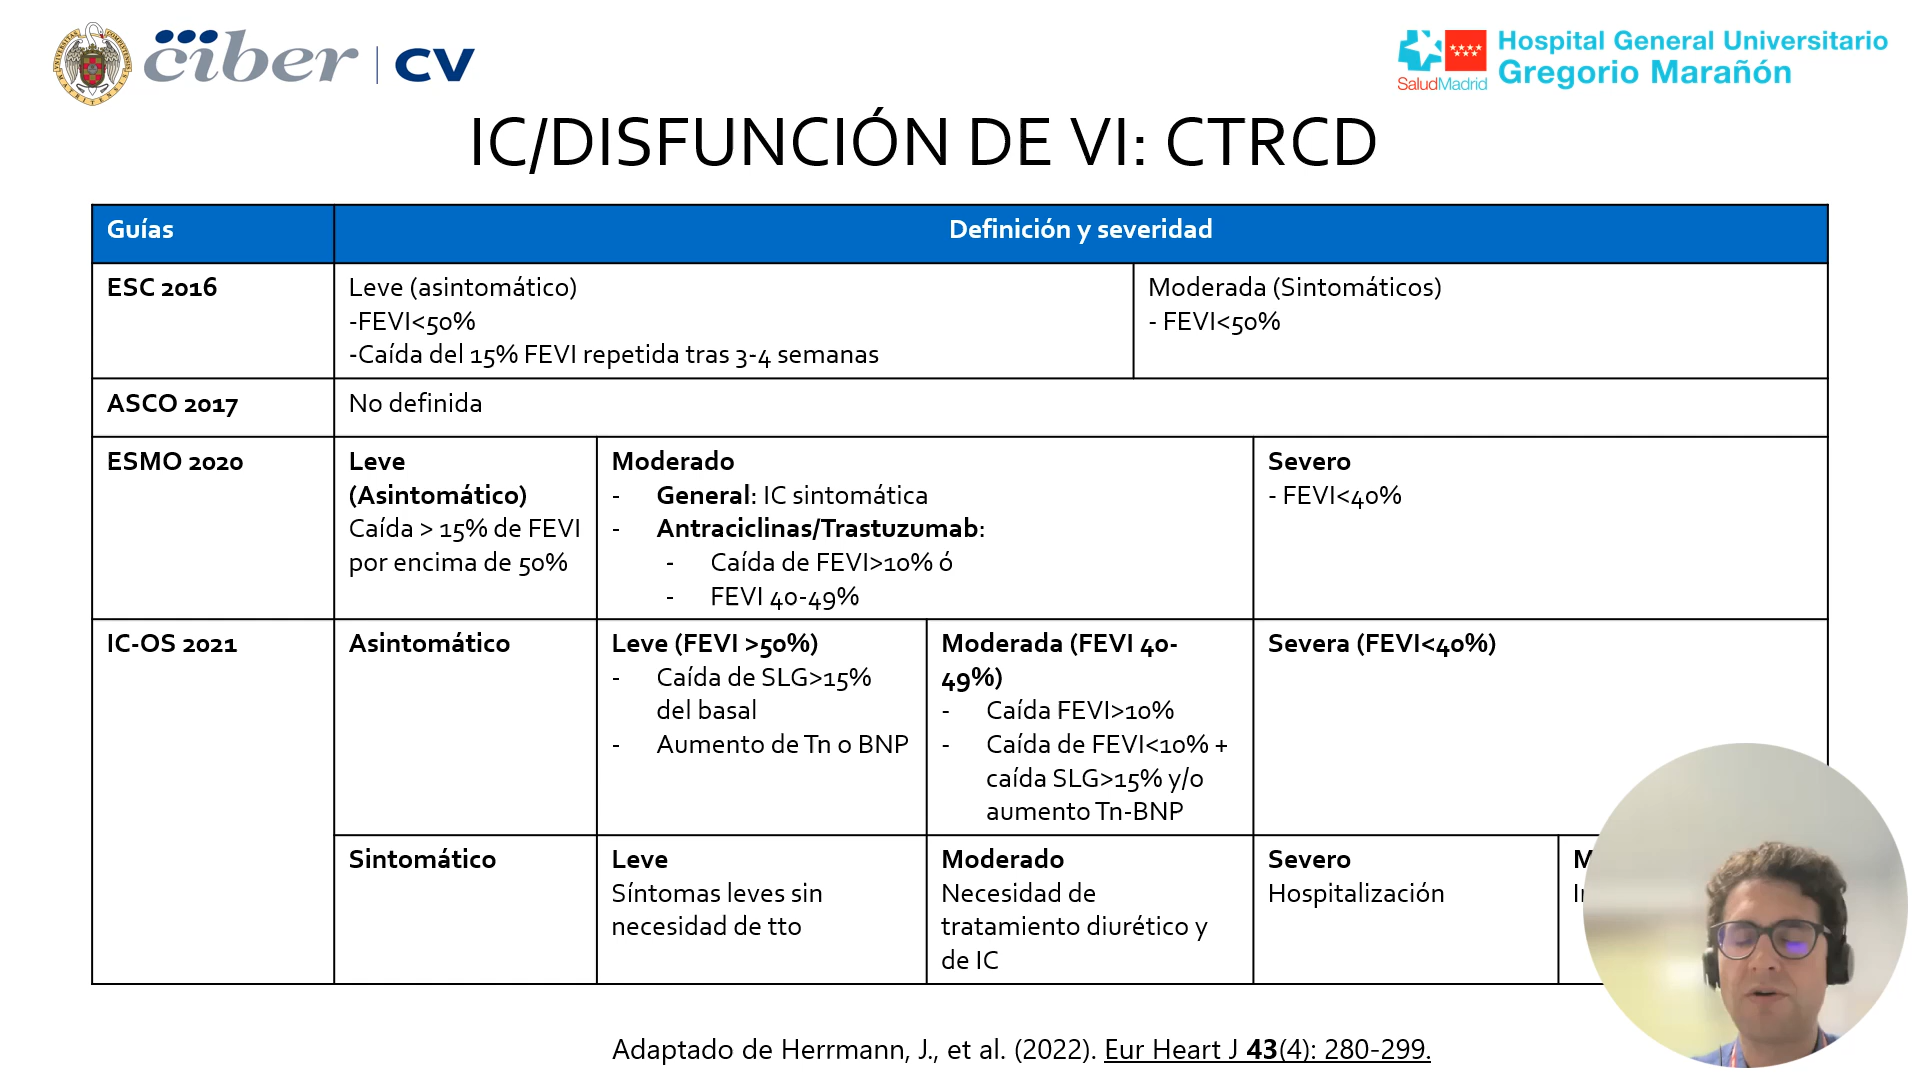 ciber | CV
SaludMadrid
Hospital General Universitario
Gregorio Marañón
IC/DISFUNCIÓN DE VI: CTRCD
Guías
Definición y severidad
ESC 2016
Leve (asintomático)
-FEVI<50%
-Caída del 15% FEVI repetida tras 3-4 semanas
Moderada (Sintomáticos)
- FEVI<50%
ASCO 2017
No definida
ESMO 2020
Leve
(Asintomático)
Caída > 15% de FEVI
por encima de 50%
Moderado
- General: IC sintomática
- Antraciclinas/Trastuzumab:
- Caída de FEVI>10% ó
- FEVI 40-49%
Severo
- FEVI<40%
IC-OS 2021
Asintomático
Leve (FEVI >50%)
- Caída de SLG>15%
del basal
- Aumento de Tn o BNP
Moderada (FEVI 40-
49%)
- Caída FEVI>10%
- Caída de FEVI<10% +
caída SLG>15% y/o
aumento Tn-BNP
Severa (FEVI<40%)
Sintomático
Leve
Síntomas leves sin
necesidad de tto
Moderado
Necesidad de
tratamiento diurético y
de IC
Severo
Hospitalización
Adaptado de Herrmann, J., et al. (2022). Eur Heart J 43(4): 280-299.